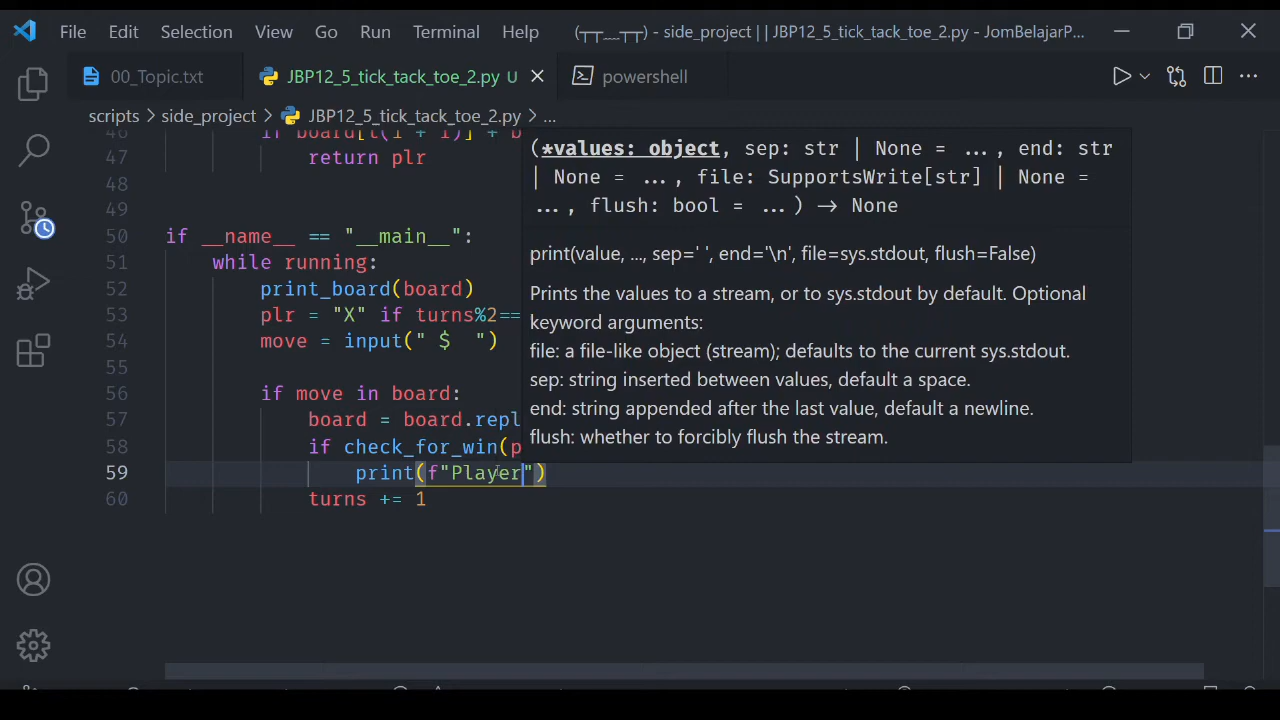 File Edit Selection View Go Run Terminal Help (┬┬﹏┬┬) - side_project | | JBP12_5_tick_tack_toe_2.py - JomBelajarP...
00_Topic.txt JBP12_5_tick_tack_toe_2.py U powershell
scripts > side_project > JBP12_5_tick_tack_toe_2.py > ...
46 if board[t(1 + 1)] + b
47 return plr
48
49
50 if __name__ == "__main__":
51 while running:
52 print_board(board)
53 plr = "X" if turns%2==
54 move = input(" $  ")
55
56 if move in board:
57 board = board.repl
58 if check_for_win(p
59 print(f"Player")
60 turns += 1
(*values: object, sep: str | None = ..., end: str
| None = ..., file: SupportsWrite[str] | None =
..., flush: bool = ...) → None
print(value, ..., sep=' ', end='\n', file=sys.stdout, flush=False)
Prints the values to a stream, or to sys.stdout by default. Optional
keyword arguments:
file: a file-like object (stream); defaults to the current sys.stdout.
sep: string inserted between values, default a space.
end: string appended after the last value, default a newline.
flush: whether to forcibly flush the stream.